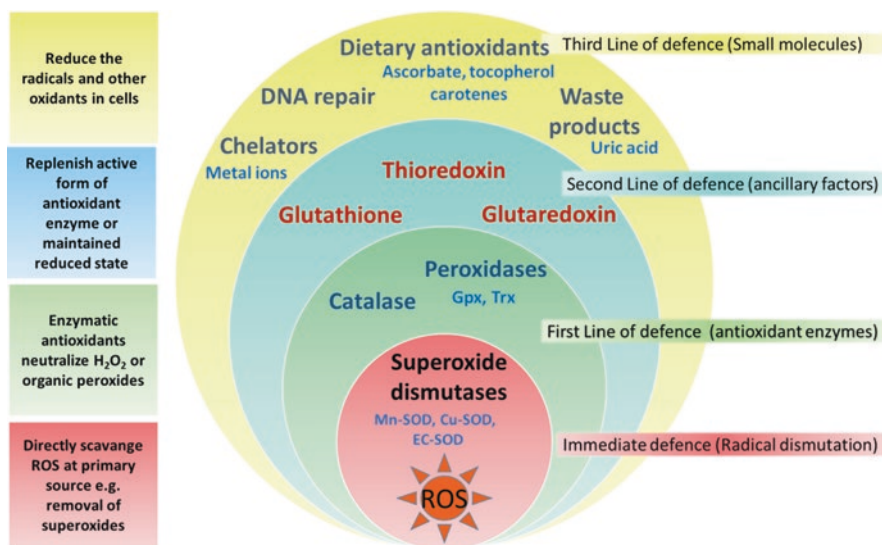 Reduce the
radicals and other
oxidants in cells
Replenish active
form of
antioxidant
enzyme or
maintained
reduced state
Enzymatic
antioxidants
neutralize H₂O₂ or
organic peroxides
Directly scavange
ROS at primary
source e.g.
removal of
superoxides
Dietary antioxidants
Ascorbate, tocopherol
carotenes
DNA repair
Waste
products
Uric acid
Chelators
Metal ions
Thioredoxin
Glutathione
Glutaredoxin
Peroxidases
Gpx, Trx
Catalase
Superoxide
dismutases
Mn-SOD, Cu-SOD,
EC-SOD
ROS
Third Line of defence (Small molecules)
Second Line of defence (ancillary factors)
First Line of defence (antioxidant enzymes)
Immediate defence (Radical dismutation)